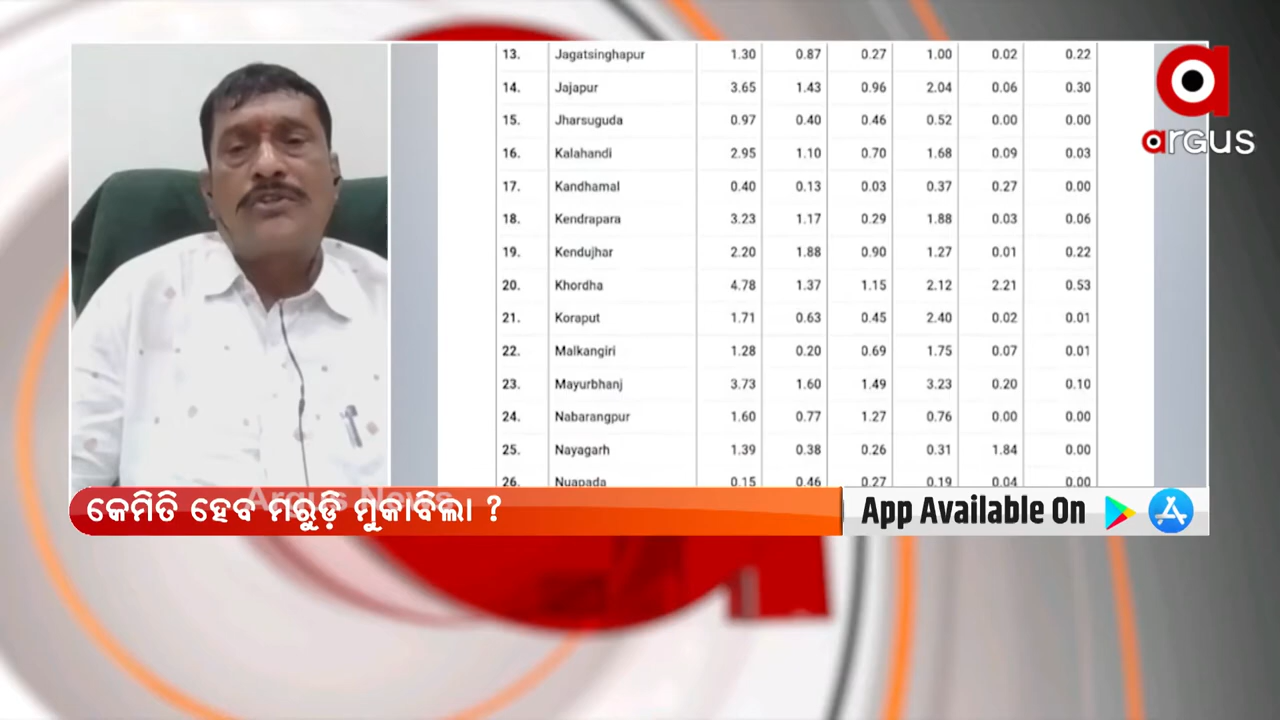 13. Jagatsinghapur 1.30 0.87 0.27 1.00 0.02 0.22
14. Jajapur 3.65 1.43 0.96 2.04 0.06 0.30
15. Jharsuguda 0.97 0.40 0.46 0.52 0.00 0.00
16. Kalahandi 2.95 1.10 0.70 1.68 0.09 0.03
17. Kandhamal 0.40 0.13 0.03 0.37 0.27 0.00
18. Kendrapara 3.23 1.17 0.29 1.88 0.03 0.06
19. Kendujhar 2.20 1.88 0.90 1.27 0.01 0.22
20. Khordha 4.78 1.37 1.15 2.12 2.21 0.53
21. Koraput 1.71 0.63 0.45 2.40 0.02 0.01
22. Malkangiri 1.28 0.20 0.69 1.75 0.07 0.01
23. Mayurbhanj 3.73 1.60 1.49 3.23 0.20 0.10
24. Nabarangpur 1.60 0.77 1.27 0.76 0.00 0.00
25. Nayagarh 1.39 0.38 0.26 0.31 1.84 0.00
26. Nuapada 0.15 0.46 0.27 0.19 0.04 0.00
argus
Argus News
କେମିତି ହେବ ମରୁଡ଼ି ମୁକାବିଲା ?
App Available On